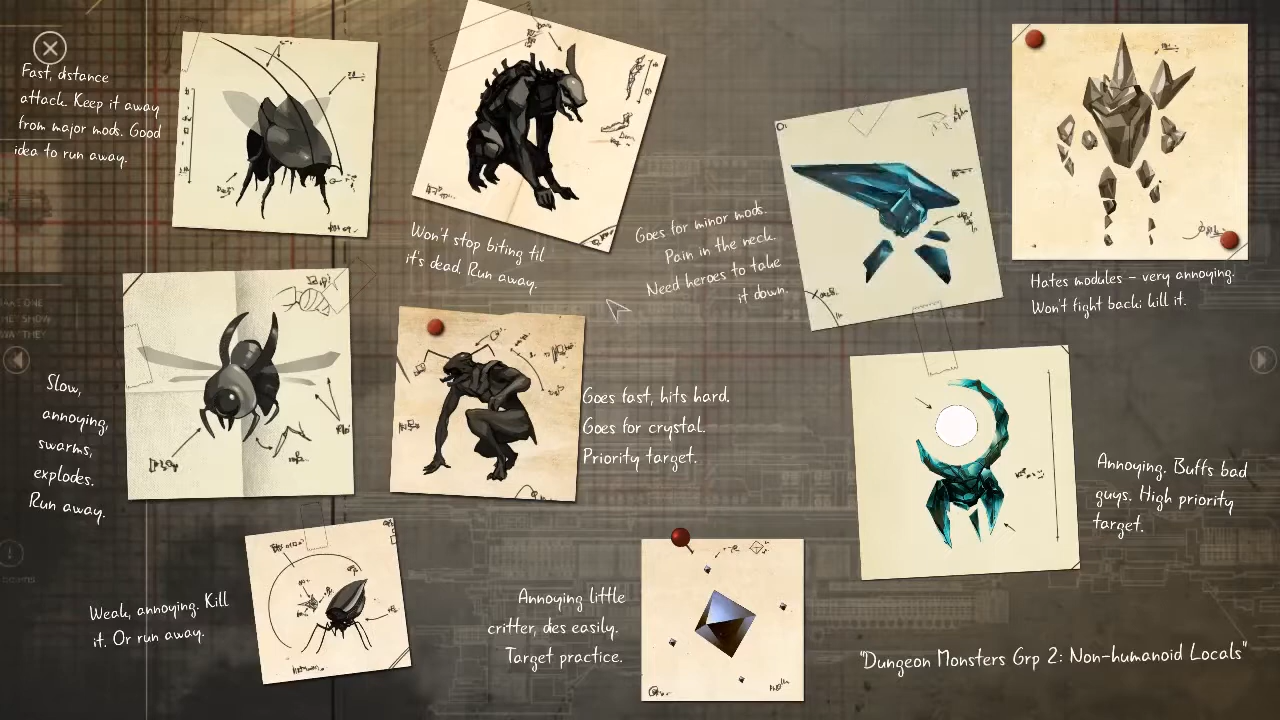 Fast, dstance
attack. Keep it away
from major mods. Good
idea to run away.
Won't stop biting til
it's dead. Run away.
Goes for minor mods.
Pain in the neck.
Need heroes to take
it down.
Hates modules – very annoying.
Won't fight back: kill it.
Slow,
annoying,
swarms,
explodes.
Run away.
Goes fast, hits hard.
Goes for crystal.
Priority target.
Annoying. Buffs bad
guys. High priority
target.
Weak, annoying. Kill
it. Or run away.
Annoying little
critter, des easily.
Target practice.
"Dungeon Monsters Grp 2: Non-humanoid Locals"